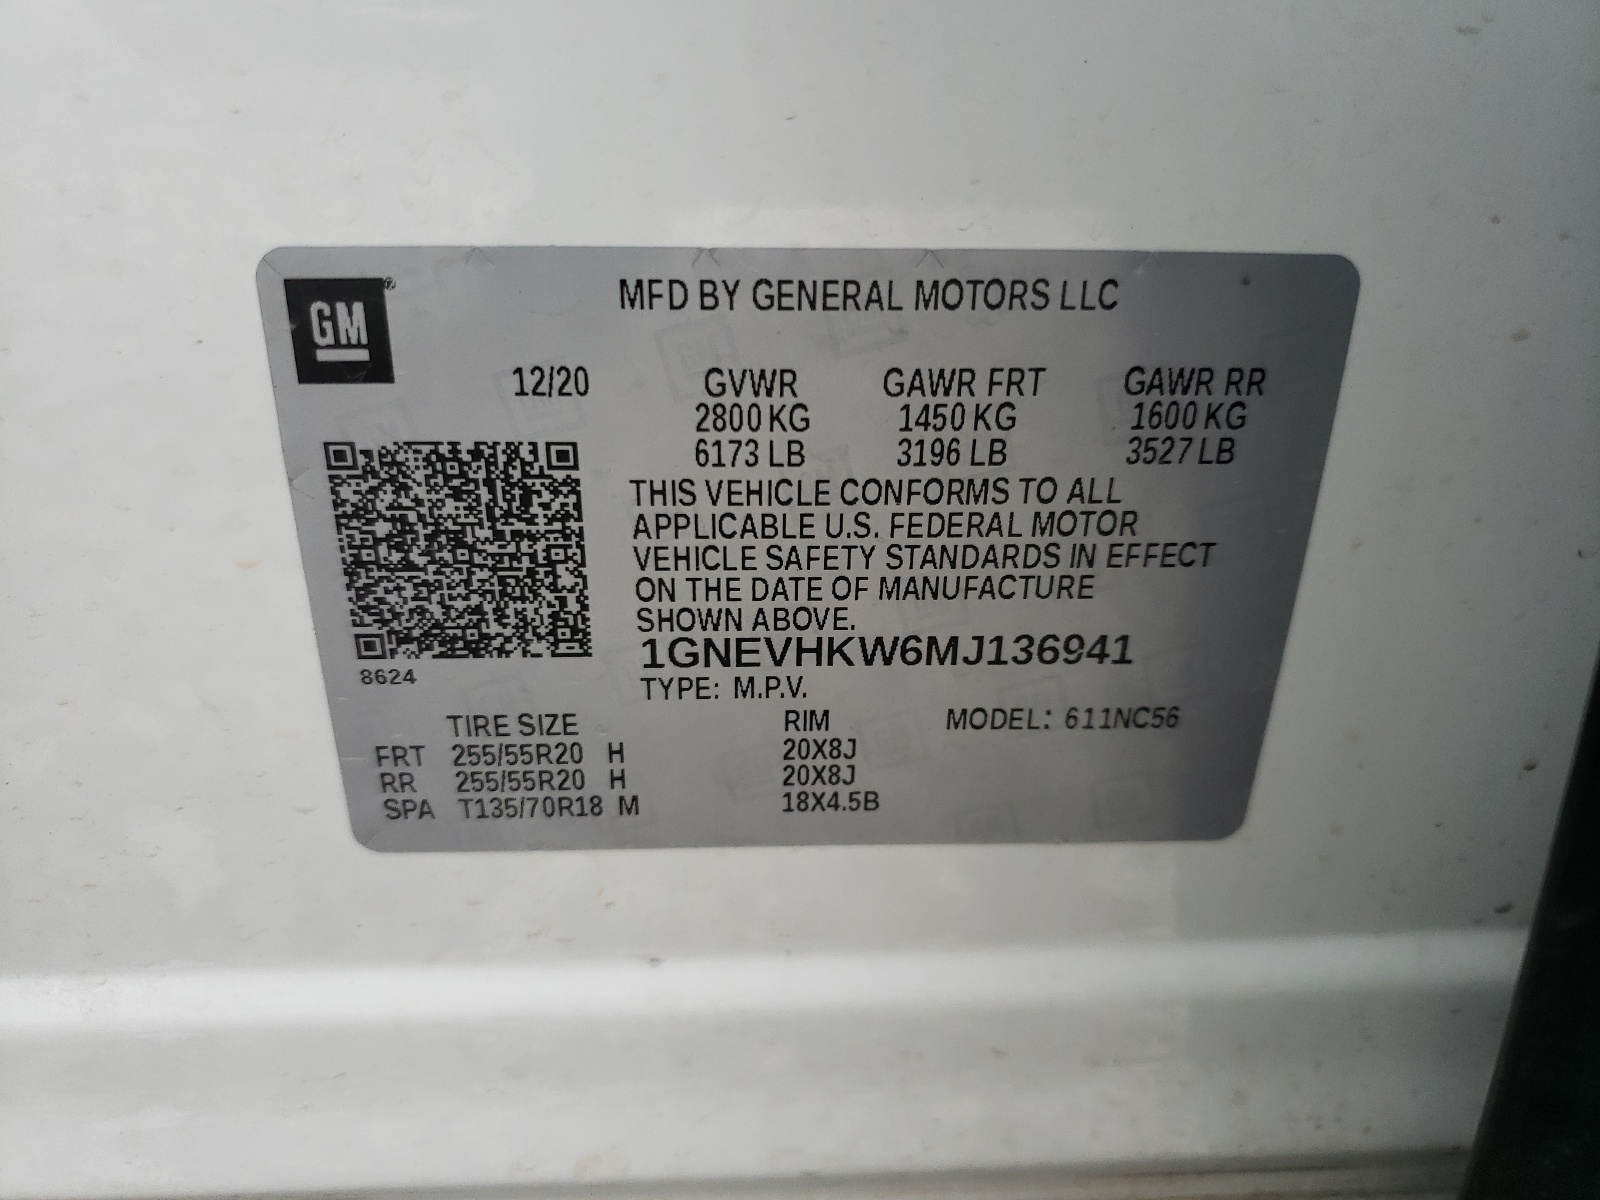 GM ®
MFD BY GENERAL MOTORS LLC
12/20 GVWR GAWR FRT GAWR RR
2800 KG 1450 KG 1600 KG
6173 LB 3196 LB 3527 LB
THIS VEHICLE CONFORMS TO ALL
APPLICABLE U.S. FEDERAL MOTOR
VEHICLE SAFETY STANDARDS IN EFFECT
ON THE DATE OF MANUFACTURE
SHOWN ABOVE.
1GNEVHKW6MJ136941
8624
TYPE: M.P.V.
TIRE SIZE RIM MODEL: 611NC56
FRT 255/55R20 H 20X8J
RR 255/55R20 H 20X8J
SPA T135/70R18 M 18X4.5B